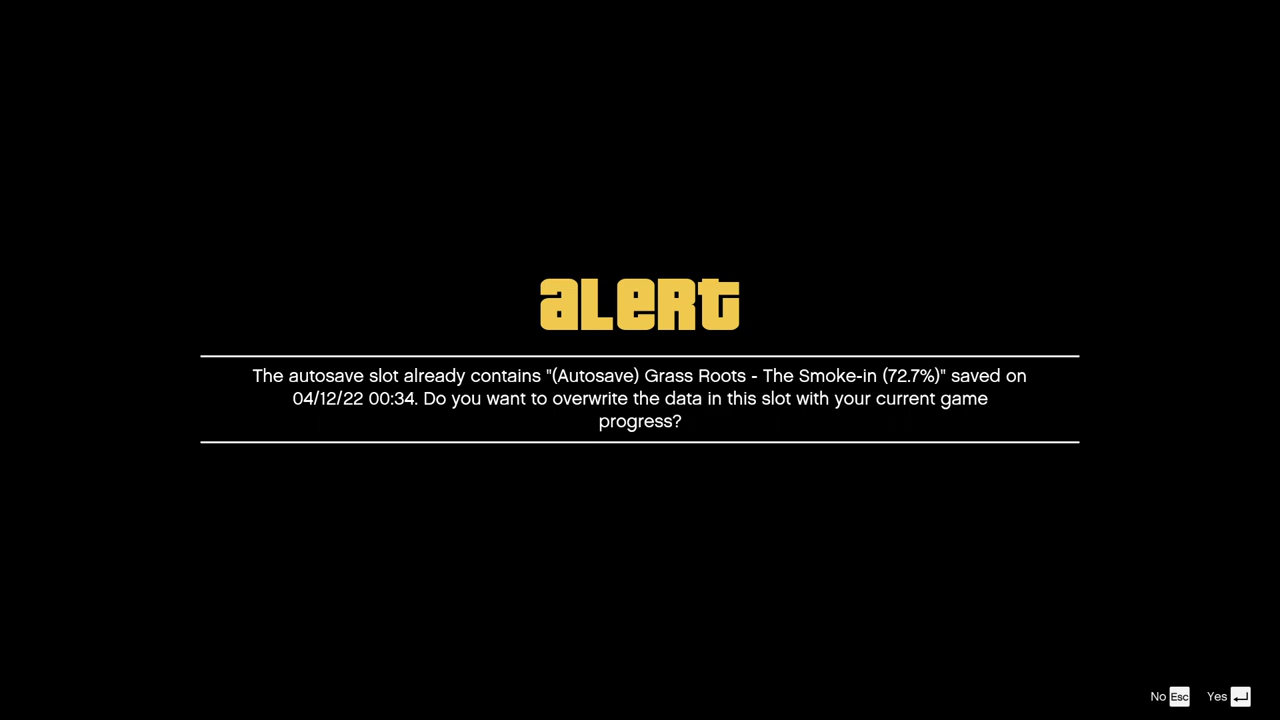 alert
The autosave slot already contains "(Autosave) Grass Roots - The Smoke-in (72.7%)" saved on
04/12/22 00:34. Do you want to overwrite the data in this slot with your current game
progress?
No Esc Yes